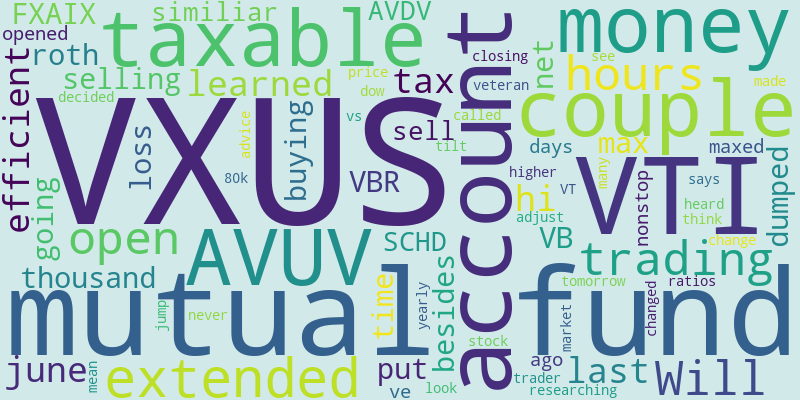 FXAIX
similiar
AVDV
opened
roth
taxable
money
closing
see
net
selling
learned
price
tax
veteran
hours
efficient
decided
dow
made
VXUS
account
couple
loss
advice
buying
vs
called
sell
tilt
days
max
maxed
80k
VBR
higher
VT
many
says
hi
VTI
nonstop
heard
think
dumped
going
open
AVUV
SCHD
adjust
VB
change
thousand
besides
trading
tomorrow
changed
ratios
mutual
fund
jump
never
time
yearly
stock
market
june
mean
extended
put
ve
look
ago
trader
researching
last
Will